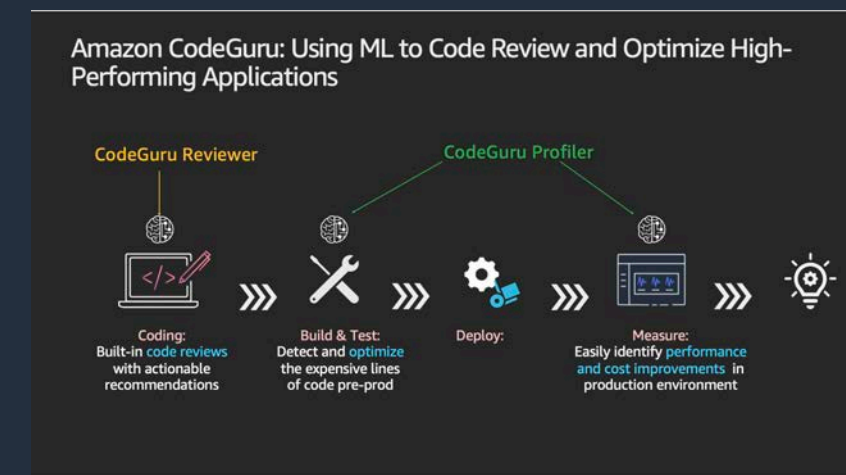 Amazon CodeGuru: Using ML to Code Review and Optimize High-
Performing Applications
CodeGuru Reviewer
CodeGuru Profiler
</>
Coding:
Built-in code reviews
with actionable
recommendations
Build & Test:
Detect and optimize
the expensive lines
of code pre-prod
Deploy:
Measure:
Easily identify performance
and cost improvements in
production environment